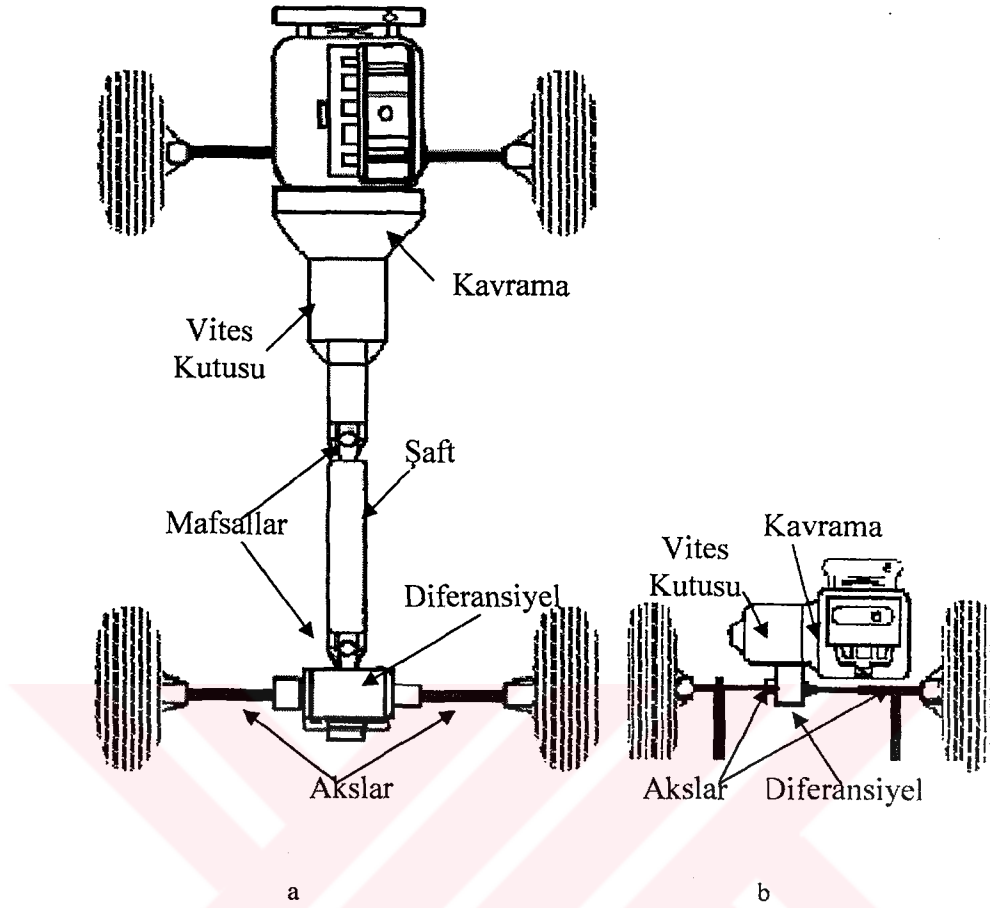 Kavrama
Vites
Kutusu
Şaft
Mafsallar
Diferansiyel
Akslar
a
Kavrama
Vites
Kutusu
Akslar
Diferansiyel
b